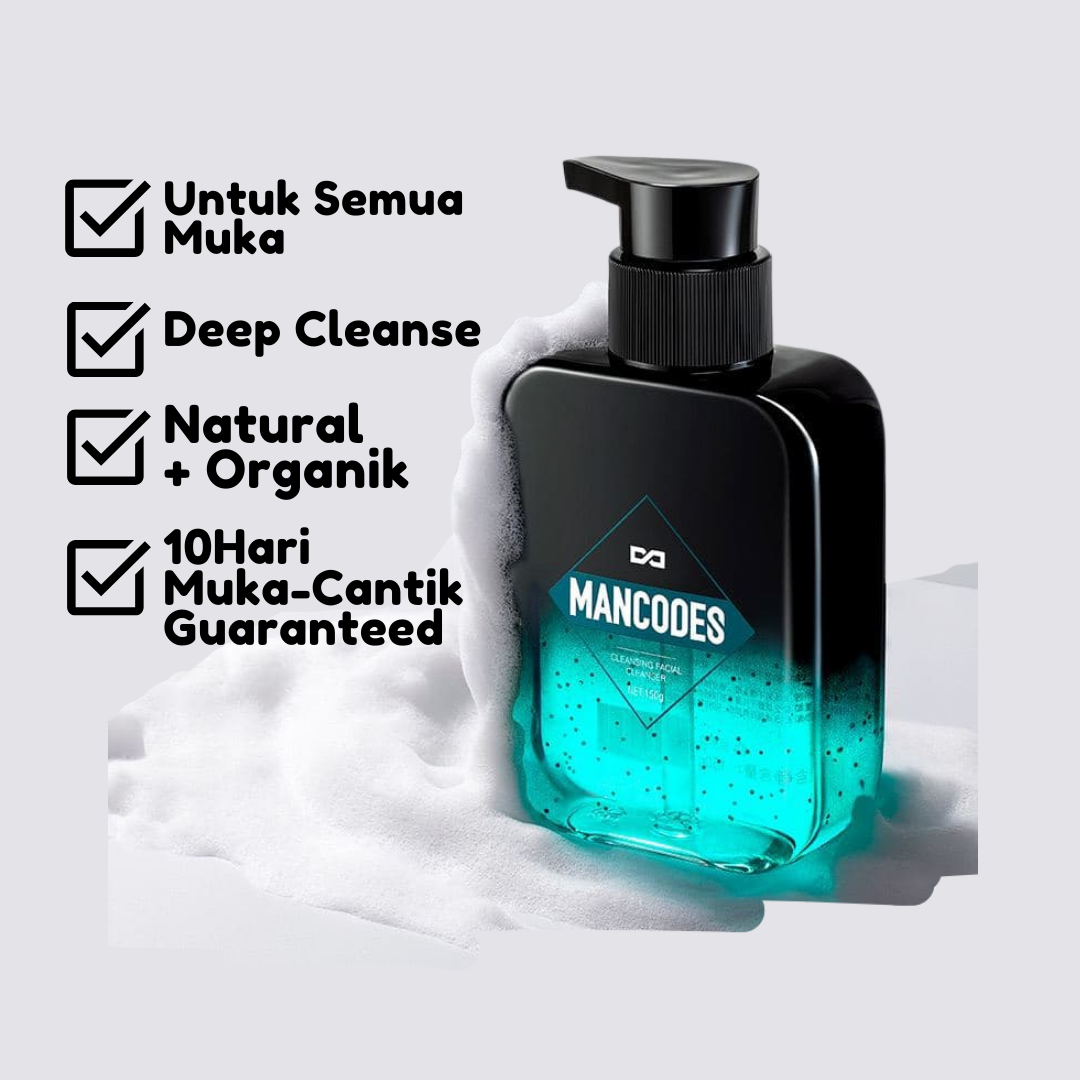 Untuk Semua
Muka
Deep Cleanse
Natural
+ Organik
10Hari
Muka-Cantik
Guaranteed
MANCODES
CLEANSING FACIAL
CLEANSER
NET:150g